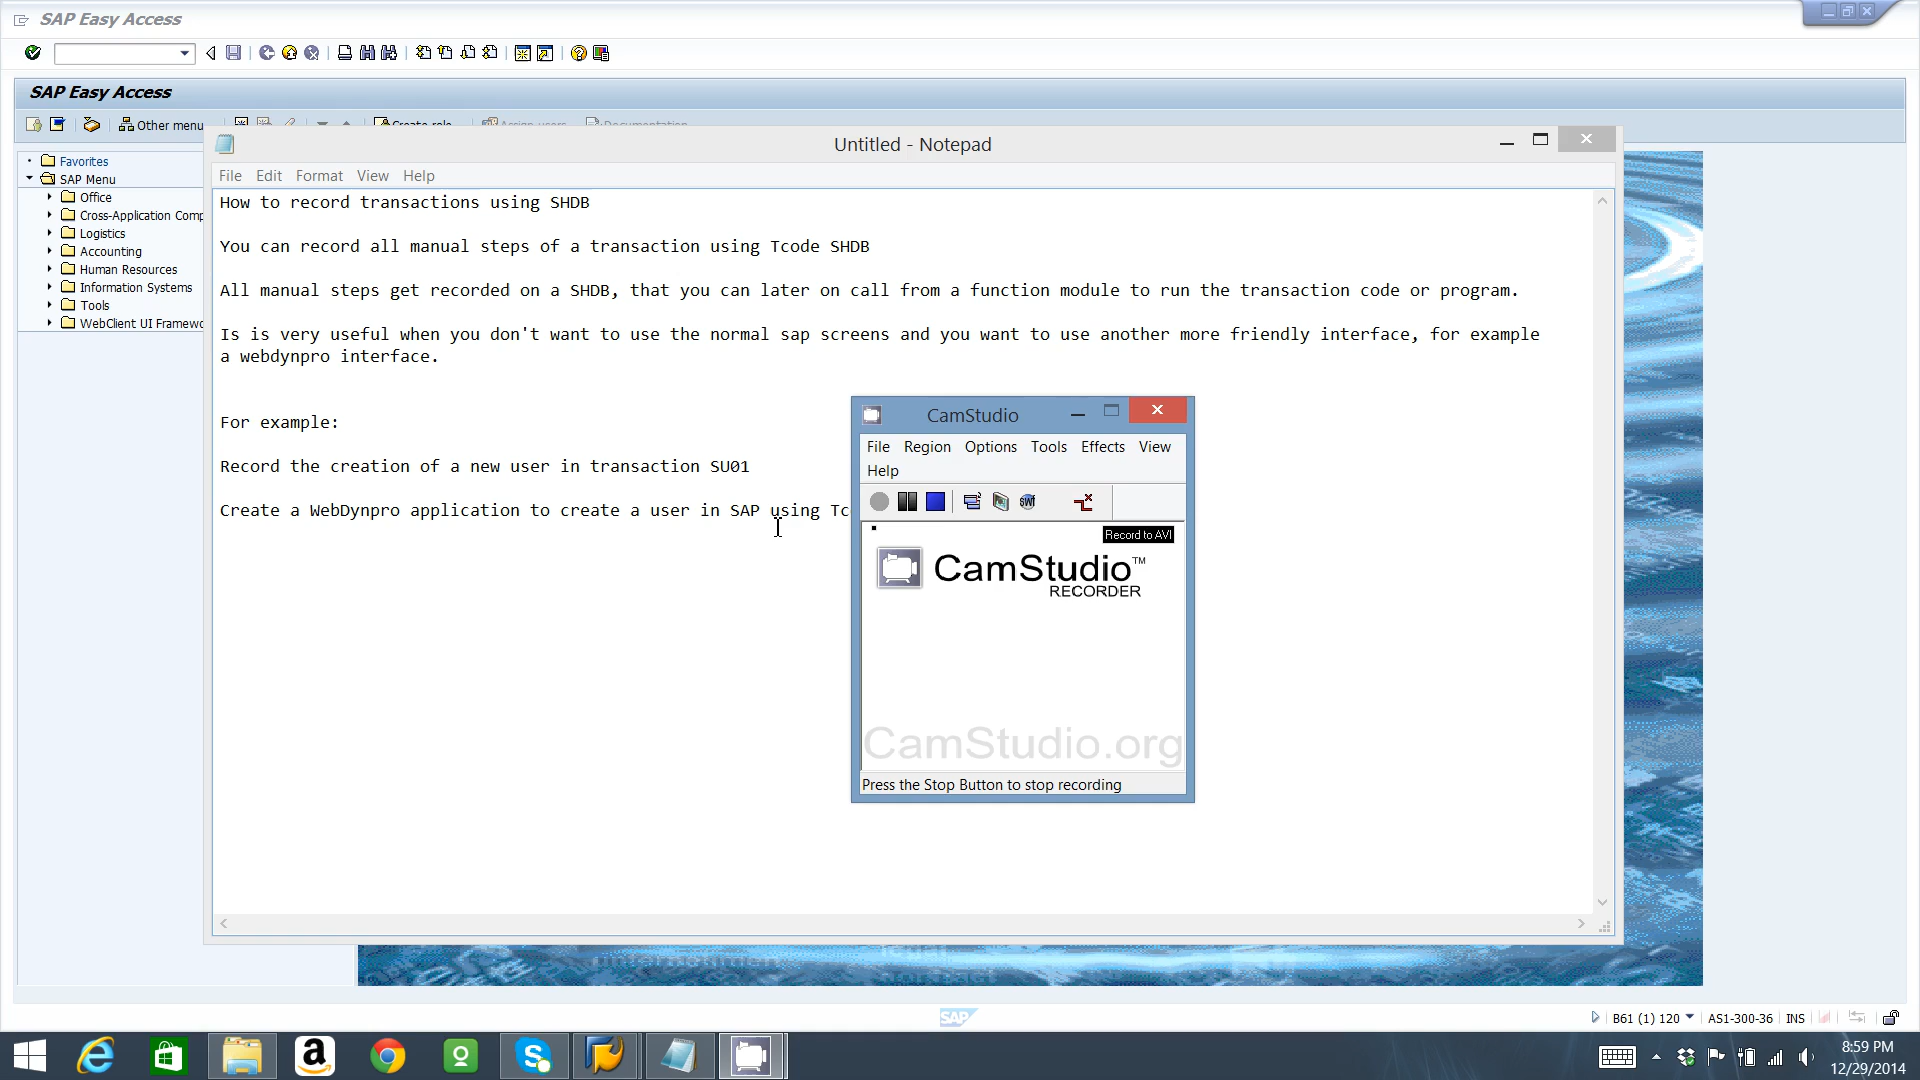 SAP Easy Access
SAP Easy Access
Other menu
Create role
Assign users
Documentation
Favorites
SAP Menu
Office
Cross-Application Comp
Logistics
Accounting
Human Resources
Information Systems
Tools
WebClient UI Framewo
Untitled - Notepad
File Edit Format View Help
How to record transactions using SHDB
You can record all manual steps of a transaction using Tcode SHDB
All manual steps get recorded on a SHDB, that you can later on call from a function module to run the transaction code or program.
Is is very useful when you don't want to use the normal sap screens and you want to use another more friendly interface, for example
a webdynpro interface.
For example:
Record the creation of a new user in transaction SU01
Create a WebDynpro application to create a user in SAP using Tc
CamStudio
File Region Options Tools Effects View
Help
SWF
Record to AVI
CamStudio™
RECORDER
CamStudio.org
Press the Stop Button to stop recording
SAP
B61 (1) 120 AS1-300-36 INS
8:59 PM
12/29/2014